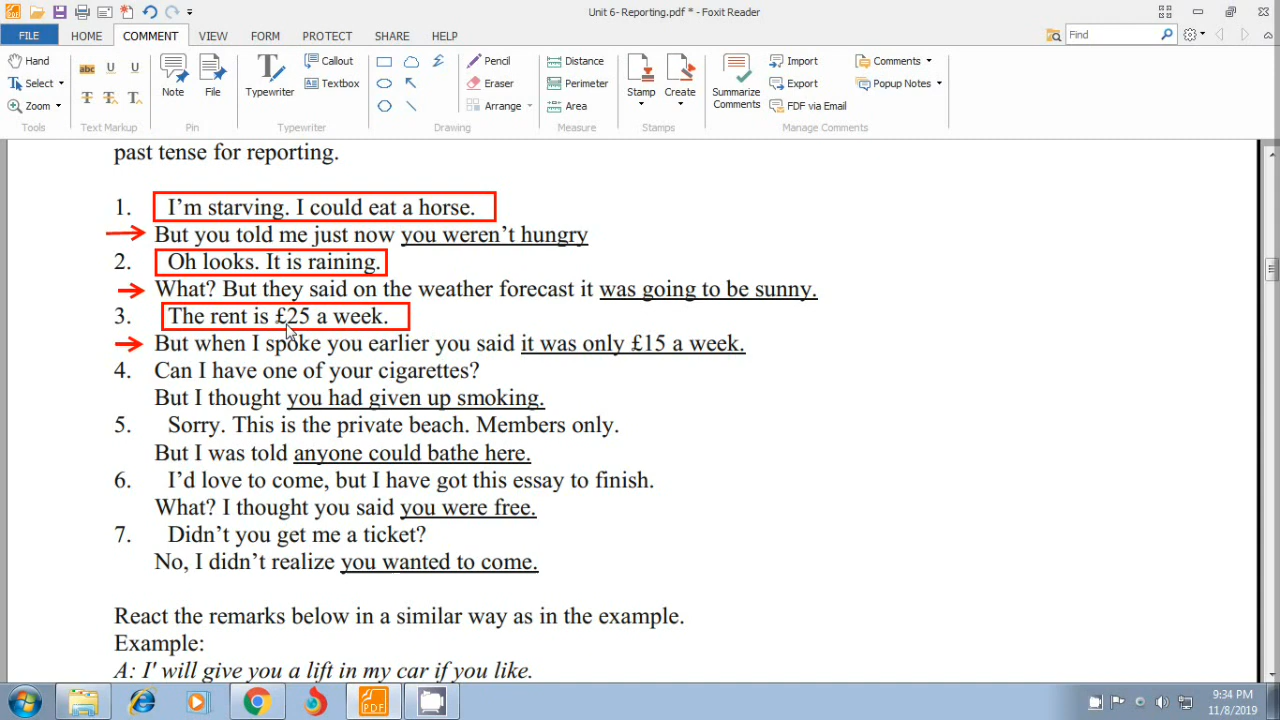 Unit 6- Reporting.pdf * - Foxit Reader
FILE HOME COMMENT VIEW FORM PROTECT SHARE HELP
Find
Hand
Select
Zoom
Tools
abc U U
T T T
Text Markup
Note
File
Pin
Typewriter
Callout
Textbox
Typewriter
Pencil
Eraser
Arrange
Drawing
Distance
Perimeter
Area
Measure
Stamp
Create
Stamps
Summarize
Comments
Import
Export
FDF via Email
Comments
Popup Notes
Manage Comments
past tense for reporting.
1. I'm starving. I could eat a horse.
But you told me just now you weren't hungry
2. Oh looks. It is raining.
What? But they said on the weather forecast it was going to be sunny.
3. The rent is £25 a week.
But when I spoke you earlier you said it was only £15 a week.
4. Can I have one of your cigarettes?
But I thought you had given up smoking.
5. Sorry. This is the private beach. Members only.
But I was told anyone could bathe here.
6. I'd love to come, but I have got this essay to finish.
What? I thought you said you were free.
7. Didn't you get me a ticket?
No, I didn't realize you wanted to come.
React the remarks below in a similar way as in the example.
Example:
A: I' will give you a lift in my car if you like.
PDF
9:34 PM
11/8/2019